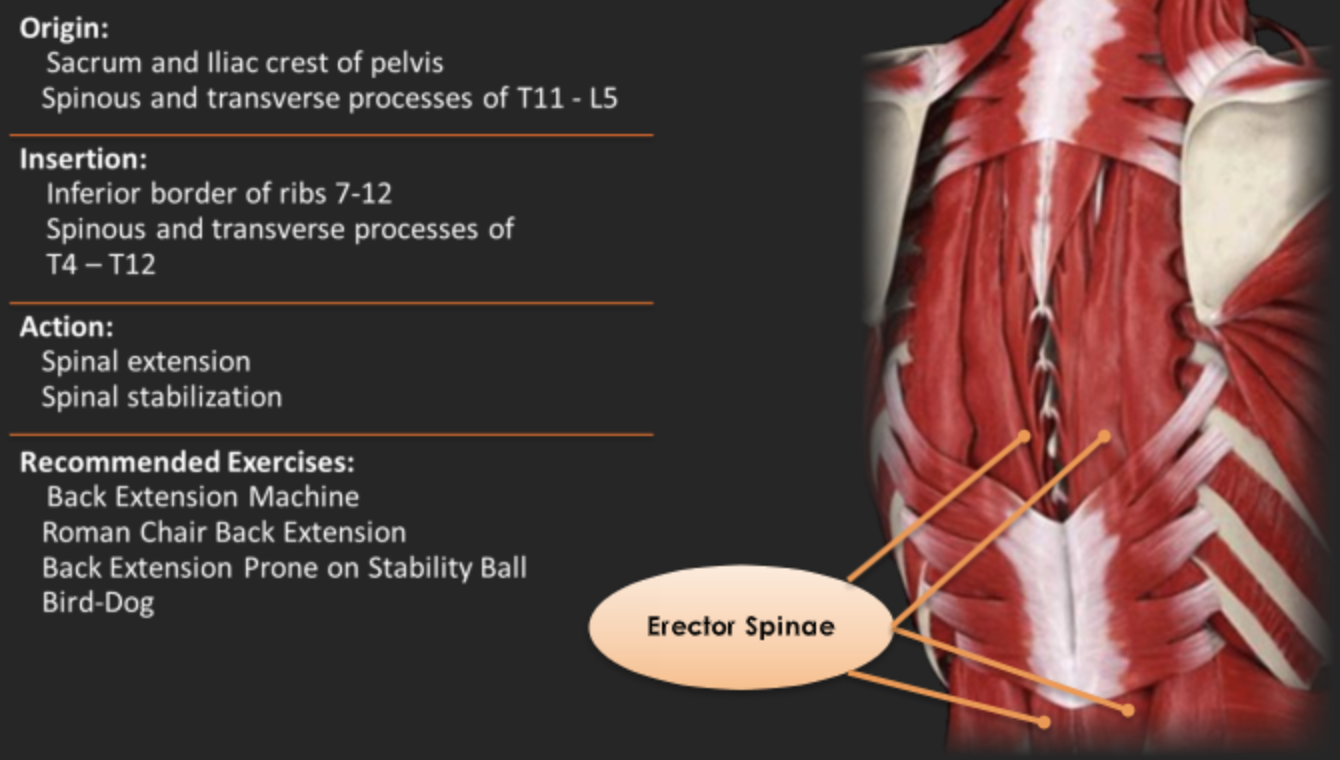 Origin:
Sacrum and Iliac crest of pelvis
Spinous and transverse processes of T11 - L5
Insertion:
Inferior border of ribs 7-12
Spinous and transverse processes of
T4 – T12
Action:
Spinal extension
Spinal stabilization
Recommended Exercises:
Back Extension Machine
Roman Chair Back Extension
Back Extension Prone on Stability Ball
Bird-Dog
Erector Spinae